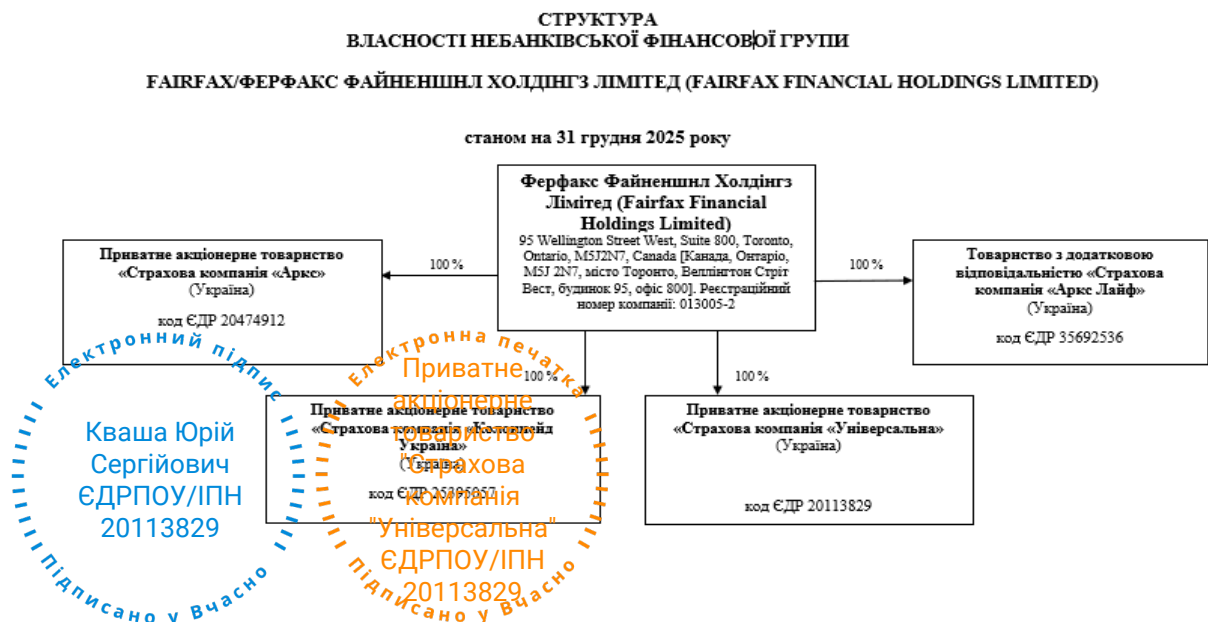 СТРУКТУРА
ВЛАСНОСТІ НЕБАНКІВСЬКОЇ ФІНАНСОВОЇ ГРУПИ
FAIRFAX/ФЕРФАКС ФАЙНЕНШНЛ ХОЛДІНГЗ ЛІМІТЕД (FAIRFAX FINANCIAL HOLDINGS LIMITED)
станом на 31 грудня 2025 року
Ферфакс Файненшнл Холдінгз
Лімітед (Fairfax Financial
Holdings Limited)
95 Wellington Street West, Suite 800, Toronto,
Ontario, M5J2N7, Canada [Канада, Онтаріо,
M5J 2N7, місто Торонто, Веллінгтон Стріт
Вест, будинок 95, офіс 800]. Реєстраційний
номер компанії: 013005-2
100 %
100 %
Приватне акціонерне товариство
«Страхова компанія «Аркс»
(Україна)
код ЄДР 20474912
Товариство з додатковою
відповідальністю «Страхова
компанія «Аркс Лайф»
(Україна)
код ЄДР 35692536
100 %
100 %
Приватне акціонерне товариство
«Страхова компанія «Колоннейд
Україна»
(Україна)
код ЄДР
Приватне акціонерне товариство
«Страхова компанія «Універсальна»
(Україна)
код ЄДР 20113829
Електронний підпис
Кваша Юрій
Сергійович
ЄДРПОУ/ІПН
20113829
Підписано у Вчасно
Електронна печатка
Приватне
акціонерне
товариство
"Страхова
компанія
"Універсальна"
ЄДРПОУ/ІПН
20113829
Підписано у Вчасно